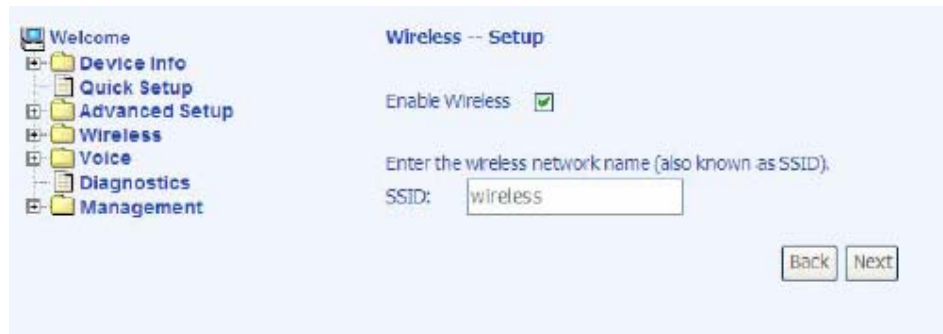 Welcome
Device Info
Quick Setup
Advanced Setup
Wireless
Voice
Diagnostics
Management
Wireless -- Setup
Enable Wireless
Enter the wireless network name (also known as SSID).
SSID: wireless
Back Next